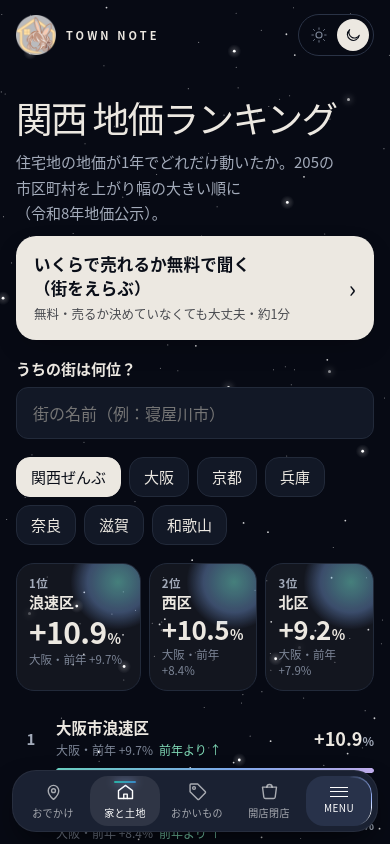 TOWN NOTE
関西 地価ランキング
住宅地の地価が1年でどれだけ動いたか。205の
市区町村を上がり幅の大きい順に
（令和8年地価公示）。
いくらで売れるか無料で聞く
（街をえらぶ）
無料・売るか決めていなくても大丈夫・約1分
›
うちの街は何位？
街の名前（例：寝屋川市）
関西ぜんぶ 大阪 京都 兵庫
奈良 滋賀 和歌山
1位 2位 3位
浪速区 西区 北区
+10.9% +10.5% +9.2%
大阪・前年 +9.7% 大阪・前年 大阪・前年
+8.4% +7.9%
大阪市浪速区
1 +10.9%
大阪・前年 +9.7% 前年より ↑
おでかけ 家と土地 おかいもの 開店閉店 MENU
大阪・前年 +8.4% 前年より ↑